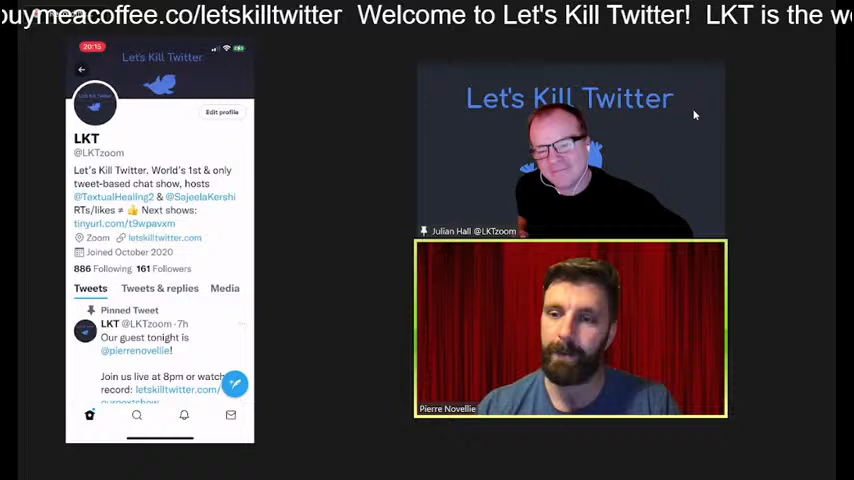 buymeacoffee.co/letskilltwitter Welcome to Let's Kill Twitter! LKT is the w
20:15
Let's Kill Twitter
Edit profile
LKT
@LKTzoom
Let's Kill Twitter. World's 1st & only
tweet-based chat show, hosts
@TextualHealing2 & @SajeelaKershi
RTs/likes ≠ 👍 Next shows:
tinyurl.com/t9wpavxm
Zoom letskilltwitter.com
Joined October 2020
886 Following 161 Followers
Tweets Tweets & replies Media
Pinned Tweet
LKT @LKTzoom · 7h
Our guest tonight is
@pierrenovellie!
Join us live at 8pm or watch
record: letskilltwitter.com/
ournextshow
Let's Kill Twitter
Julian Hall @LKTzoom
Pierre Novellie